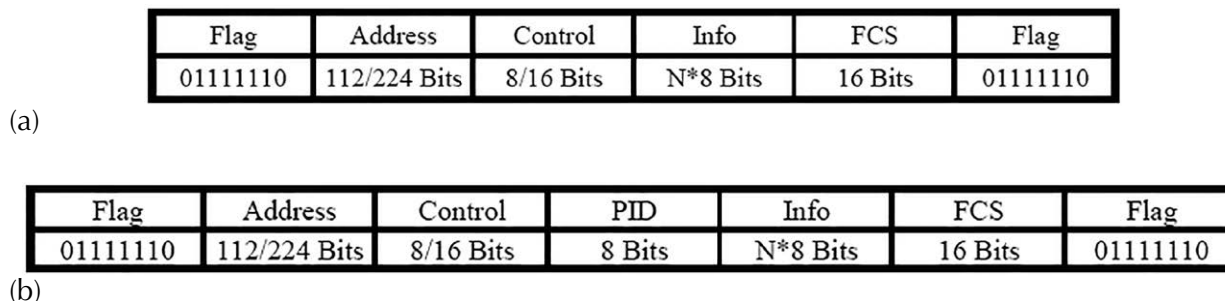 Flag Address Control Info FCS Flag
01111110 112/224 Bits 8/16 Bits N*8 Bits 16 Bits 01111110
(a)
Flag Address Control PID Info FCS Flag
01111110 112/224 Bits 8/16 Bits 8 Bits N*8 Bits 16 Bits 01111110
(b)